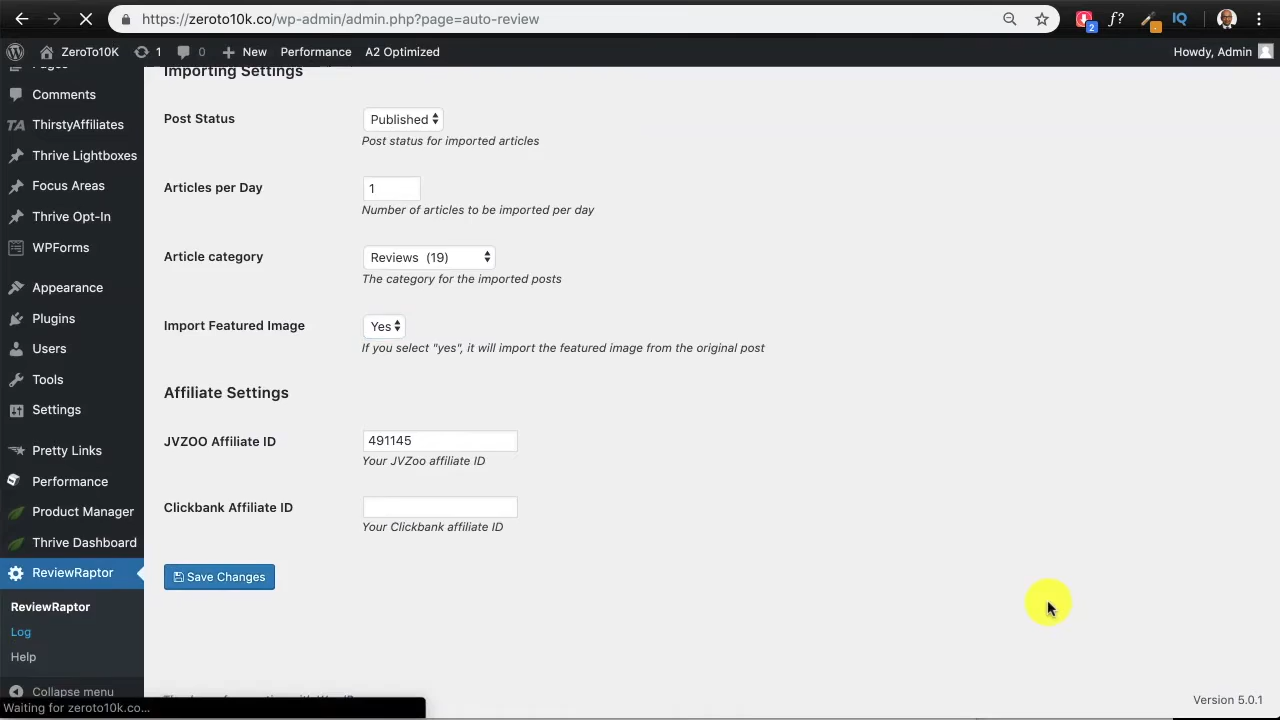 https://zeroto10k.co/wp-admin/admin.php?page=auto-review
2
f?
IQ
ZeroTo10K
1
0
New
Performance
A2 Optimized
Howdy, Admin
Pages
Comments
TA ThirstyAffiliates
Thrive Lightboxes
Focus Areas
Thrive Opt-In
WPForms
Appearance
Plugins
Users
Tools
Settings
Pretty Links
Performance
Product Manager
Thrive Dashboard
ReviewRaptor
ReviewRaptor
Log
Help
Collapse menu
Waiting for zeroto10k.co...
Importing Settings
Post Status
Published
Post status for imported articles
Articles per Day
1
Number of articles to be imported per day
Article category
Reviews (19)
The category for the imported posts
Import Featured Image
Yes
If you select "yes", it will import the featured image from the original post
Affiliate Settings
JVZOO Affiliate ID
491145
Your JVZoo affiliate ID
Clickbank Affiliate ID
Your Clickbank affiliate ID
Save Changes
Version 5.0.1